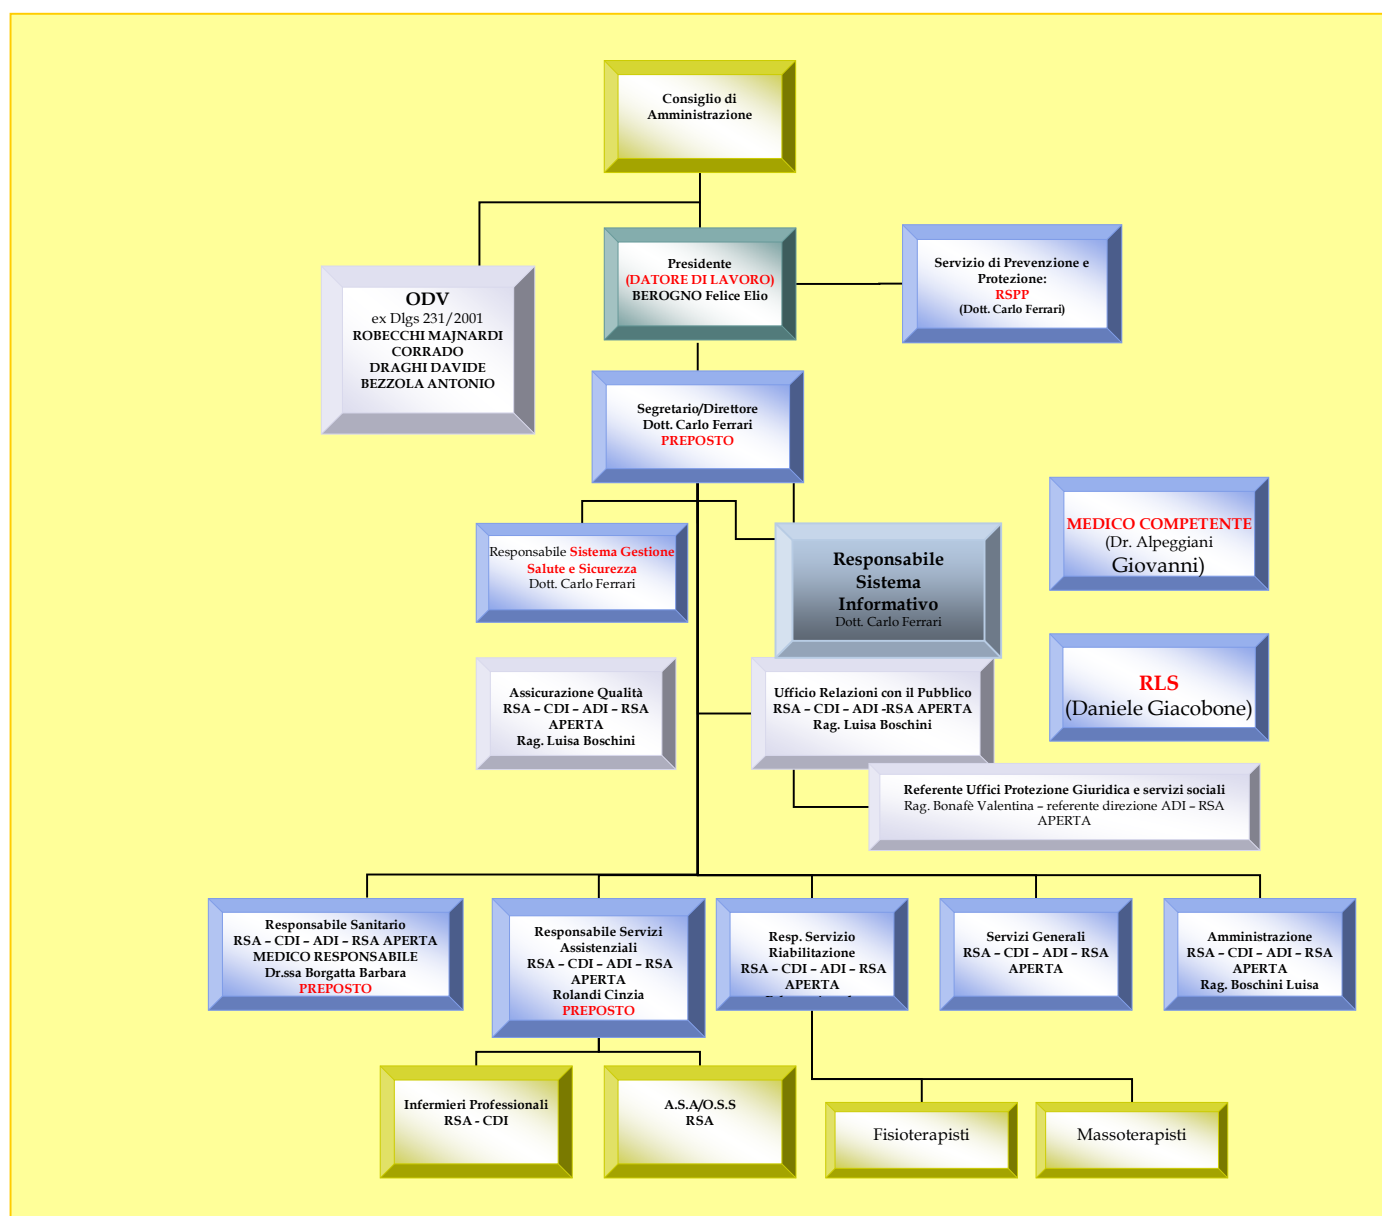 Consiglio di
Amministrazione
Presidente
(DATORE DI LAVORO)
BEROGNO Felice Elio
Servizio di Prevenzione e
Protezione:
RSPP
(Dott. Carlo Ferrari)
ODV
ex Dlgs 231/2001
ROBECCHI MAJNARDI
CORRADO
DRAGHI DAVIDE
BEZZOLA ANTONIO
Segretario/Direttore
Dott. Carlo Ferrari
PREPOSTO
Responsabile Sistema Gestione
Salute e Sicurezza
Dott. Carlo Ferrari
Responsabile
Sistema
Informativo
Dott. Carlo Ferrari
MEDICO COMPETENTE
(Dr. Alpeggiani
Giovanni)
RLS
(Daniele Giacobone)
Assicurazione Qualità
RSA – CDI – ADI – RSA
APERTA
Rag. Luisa Boschini
Ufficio Relazioni con il Pubblico
RSA – CDI – ADI -RSA APERTA
Rag. Luisa Boschini
Referente Uffici Protezione Giuridica e servizi sociali
Rag. Bonafè Valentina – referente direzione ADI – RSA
APERTA
Responsabile Sanitario
RSA – CDI – ADI – RSA APERTA
MEDICO RESPONSABILE
Dr.ssa Borgatta Barbara
PREPOSTO
Responsabile Servizi
Assistenziali
RSA – CDI – ADI – RSA
APERTA
Rolandi Cinzia
PREPOSTO
Resp. Servizio
Riabilitazione
RSA – CDI – ADI – RSA
APERTA
Servizi Generali
RSA – CDI – ADI – RSA
APERTA
Amministrazione
RSA – CDI – ADI – RSA
APERTA
Rag. Boschini Luisa
Infermieri Professionali
RSA - CDI
A.S.A/O.S.S
RSA
Fisioterapisti
Massoterapisti